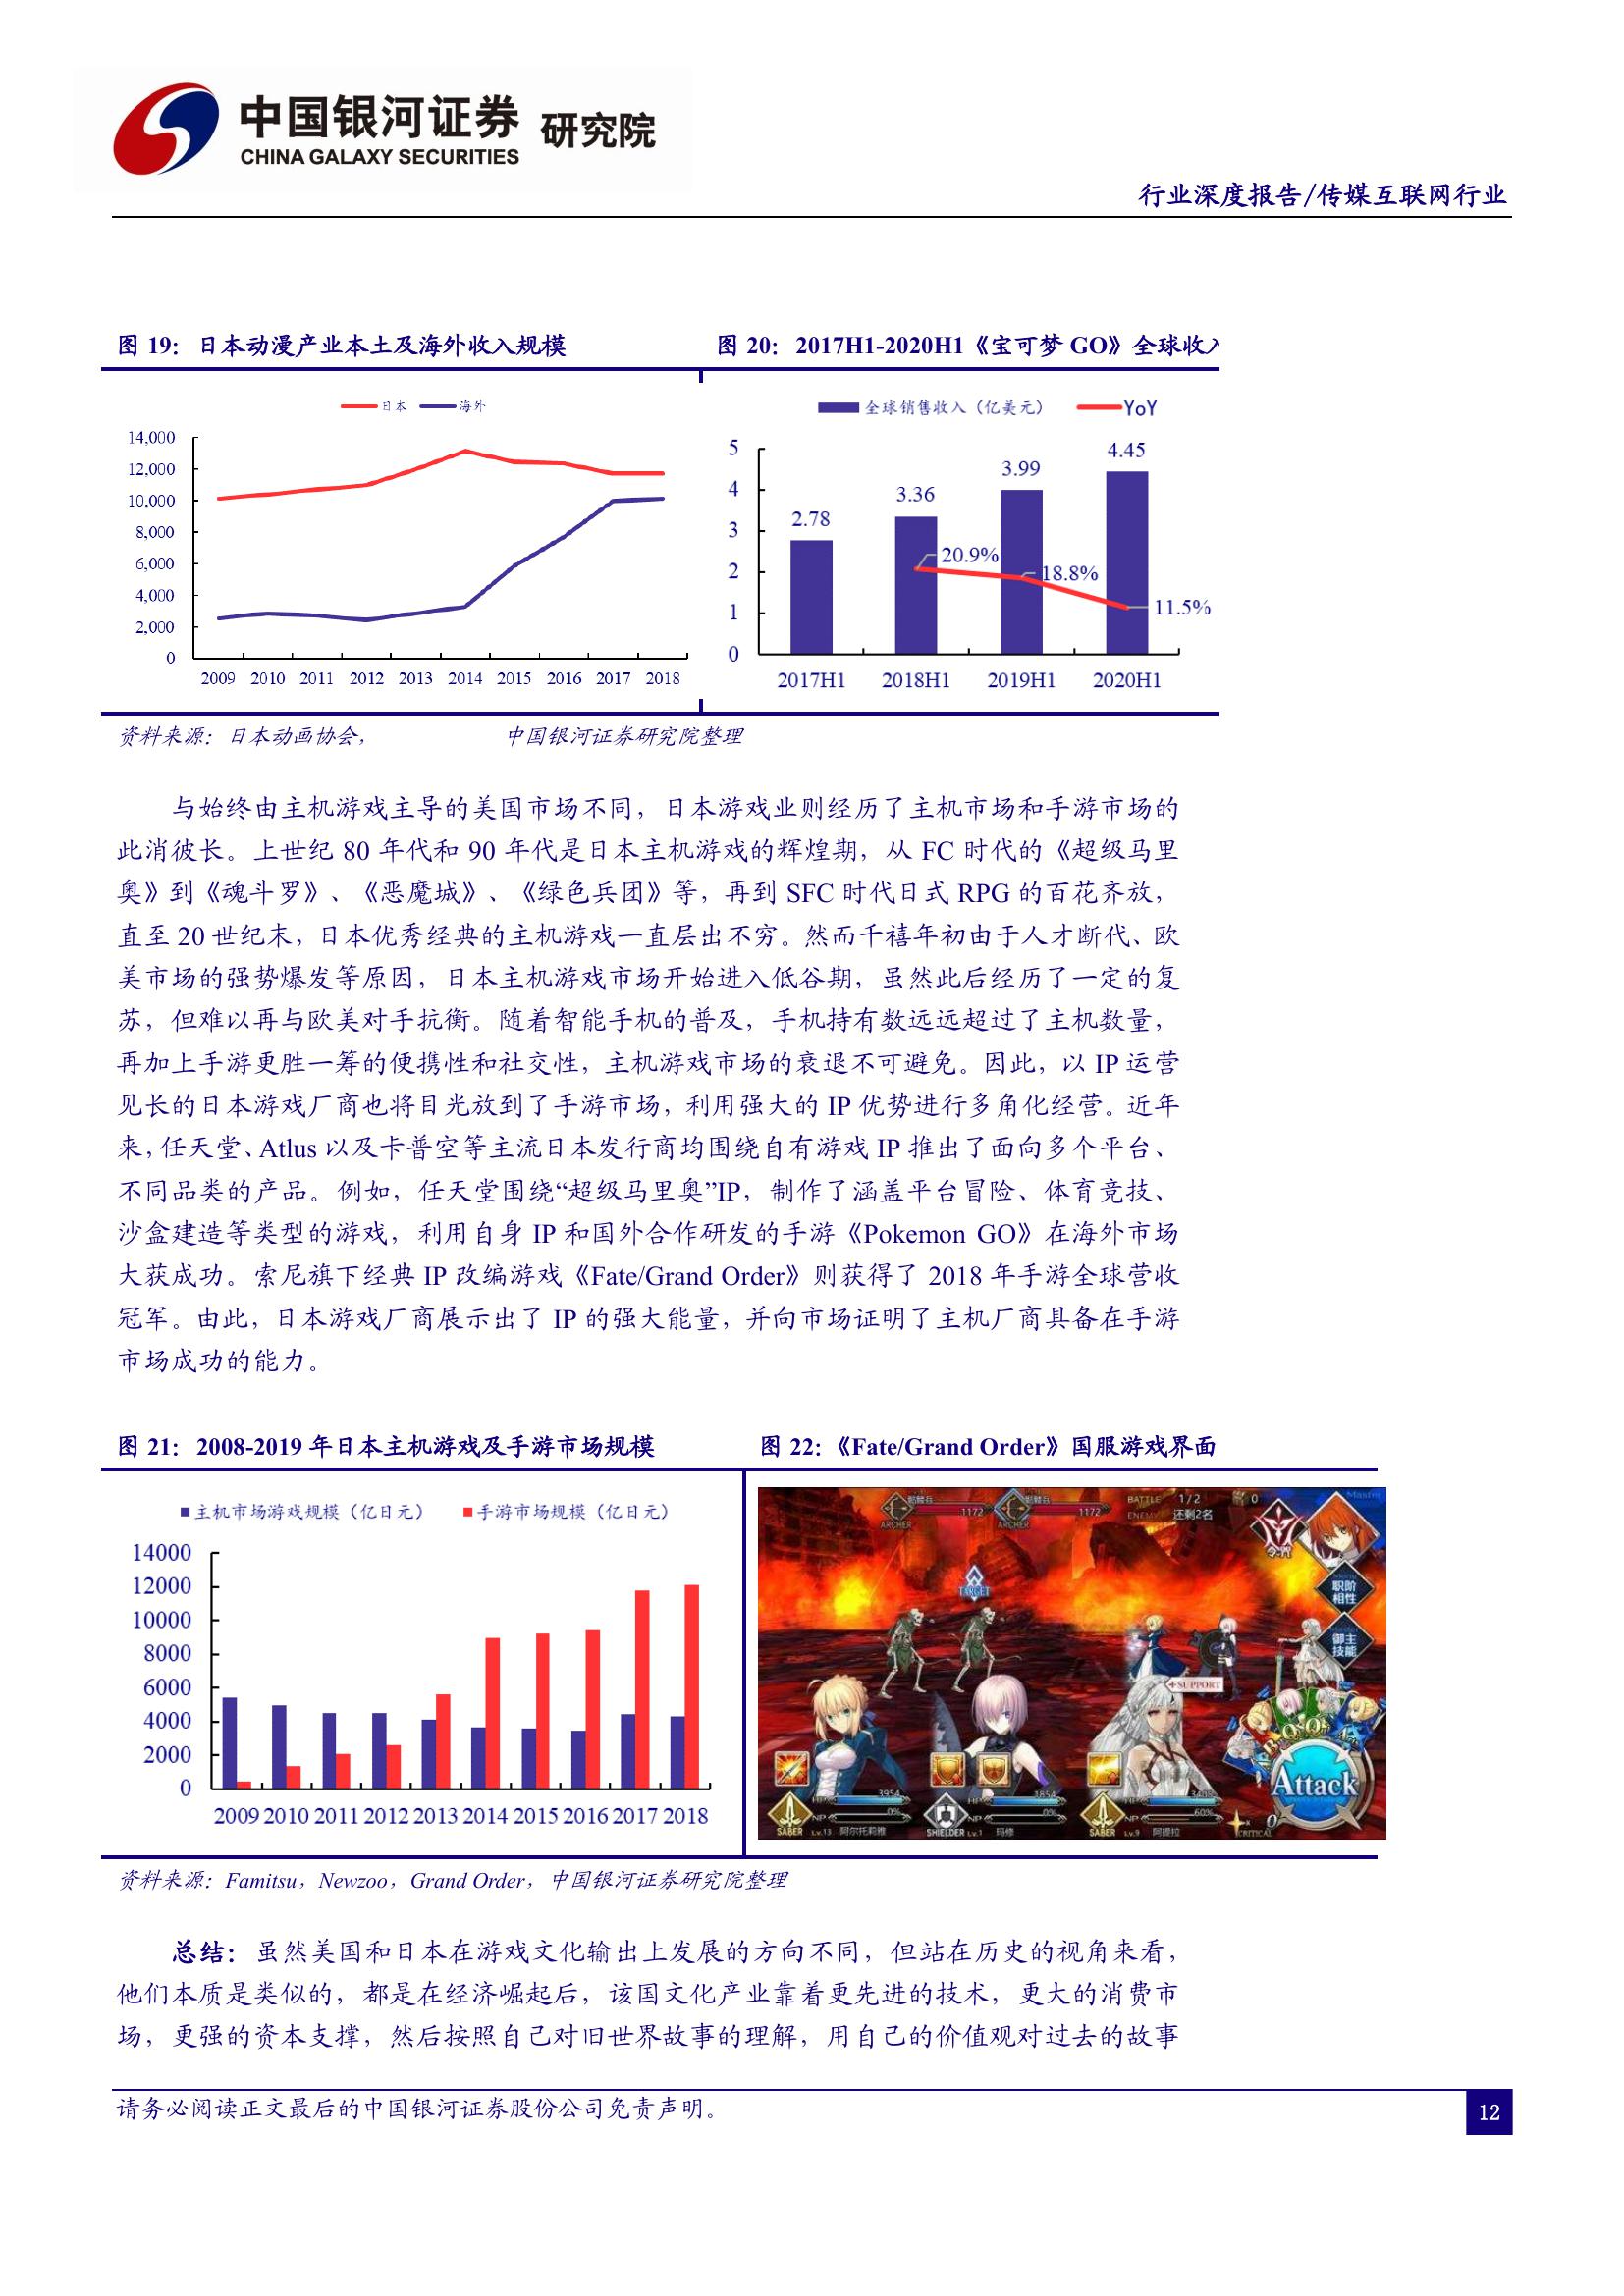 中国银河证券 研究院
CHINA GALAXY SECURITIES
行业深度报告/传媒互联网行业
图 19：日本动漫产业本土及海外收入规模
图 20：2017H1-2020H1《宝可梦 GO》全球收入
日本 海外
14,000
12,000
10,000
8,000
6,000
4,000
2,000
0
2009 2010 2011 2012 2013 2014 2015 2016 2017 2018
全球销售收入（亿美元） YoY
5
4
3
2
1
0
2.78
3.36
3.99
4.45
20.9%
18.8%
11.5%
2017H1 2018H1 2019H1 2020H1
资料来源：日本动画协会， 中国银河证券研究院整理
与始终由主机游戏主导的美国市场不同，日本游戏业则经历了主机市场和手游市场的
此消彼长。上世纪 80 年代和 90 年代是日本主机游戏的辉煌期，从 FC 时代的《超级马里
奥》到《魂斗罗》、《恶魔城》、《绿色兵团》等，再到 SFC 时代日式 RPG 的百花齐放，
直至 20 世纪末，日本优秀经典的主机游戏一直层出不穷。然而千禧年初由于人才断代、欧
美市场的强势爆发等原因，日本主机游戏市场开始进入低谷期，虽然此后经历了一定的复
苏，但难以再与欧美对手抗衡。随着智能手机的普及，手机持有数远远超过了主机数量，
再加上手游更胜一筹的便携性和社交性，主机游戏市场的衰退不可避免。因此，以 IP 运营
见长的日本游戏厂商也将目光放到了手游市场，利用强大的 IP 优势进行多角化经营。近年
来，任天堂、Atlus 以及卡普空等主流日本发行商均围绕自有游戏 IP 推出了面向多个平台、
不同品类的产品。例如，任天堂围绕“超级马里奥”IP，制作了涵盖平台冒险、体育竞技、
沙盒建造等类型的游戏，利用自身 IP 和国外合作研发的手游《Pokemon GO》在海外市场
大获成功。索尼旗下经典 IP 改编游戏《Fate/Grand Order》则获得了 2018 年手游全球营收
冠军。由此，日本游戏厂商展示出了 IP 的强大能量，并向市场证明了主机厂商具备在手游
市场成功的能力。
图 21：2008-2019 年日本主机游戏及手游市场规模
图 22：《Fate/Grand Order》国服游戏界面
主机市场游戏规模（亿日元） 手游市场规模（亿日元）
14000
12000
10000
8000
6000
4000
2000
0
2009 2010 2011 2012 2013 2014 2015 2016 2017 2018
骷髅兵 1172 ARCHER
骷髅兵 1172 ARCHER
BATTLE 1/2 0
ENEMY 还剩2名
Master
令咒
TARGET
职阶
相性
御主
技能
+SUPPORT
Attack
HP 3954
NP 0%
SABER Lv.13 阿尔托莉雅
HP 1854
NP 0%
SHIELDER Lv.1 玛修
HP
NP 60%
SABER Lv.9 阿提拉
CRITICAL
资料来源：Famitsu，Newzoo，Grand Order，中国银河证券研究院整理
总结：虽然美国和日本在游戏文化输出上发展的方向不同，但站在历史的视角来看，
他们本质是类似的，都是在经济崛起后，该国文化产业靠着更先进的技术，更大的消费市
场，更强的资本支撑，然后按照自己对旧世界故事的理解，用自己的价值观对过去的故事
请务必阅读正文最后的中国银河证券股份公司免责声明。
12